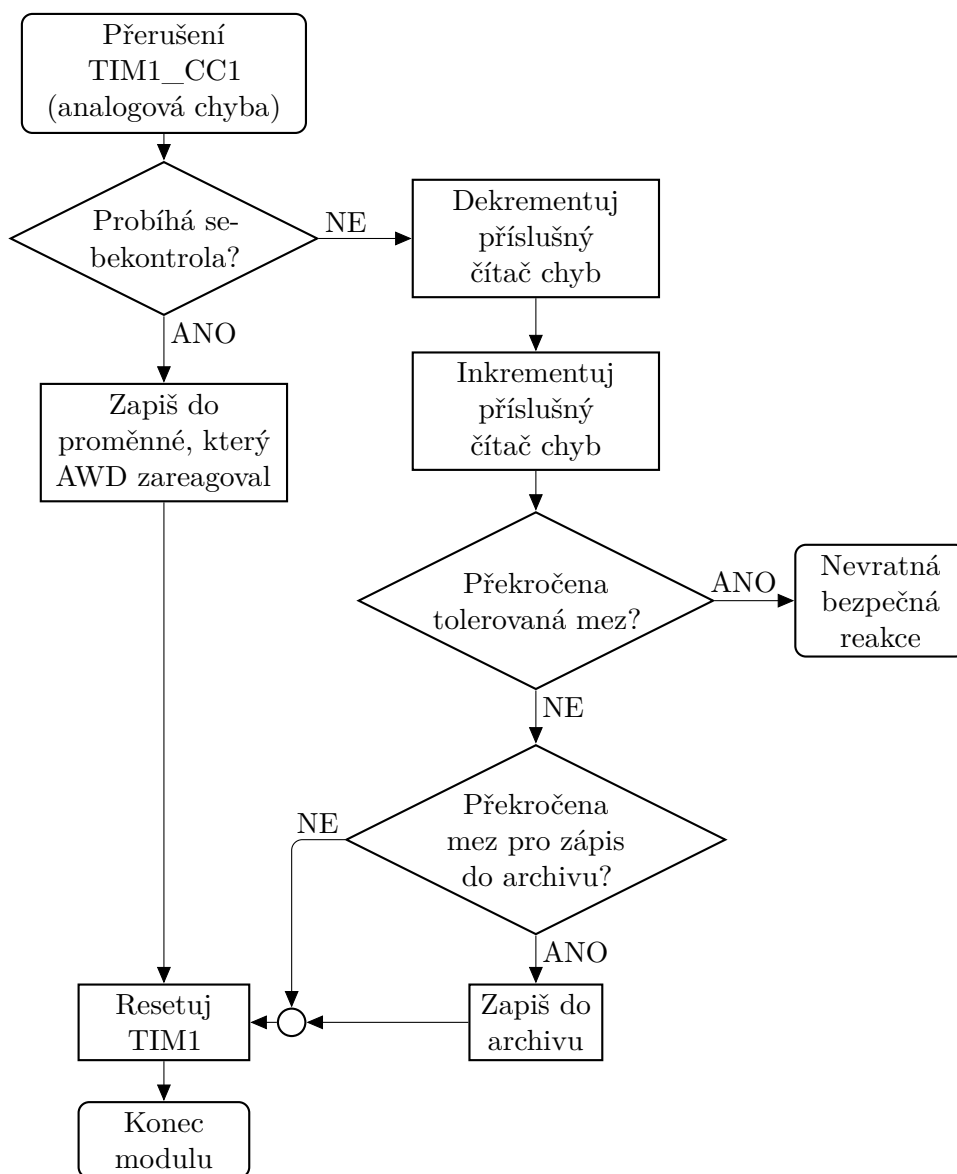 Přerušení
TIM1_CC1
(analogová chyba)
Probíhá se-
bekontrola?
NE
Dekrementuj
příslušný
čítač chyb
ANO
Inkrementuj
příslušný
čítač chyb
Zapiš do
proměnné, který
AWD zareagoval
Překročena
tolerovaná mez?
ANO
Nevratná
bezpečná
reakce
NE
Překročena
mez pro zápis
do archivu?
NE
ANO
Zapiš do
archivu
Resetuj
TIM1
Konec
modulu